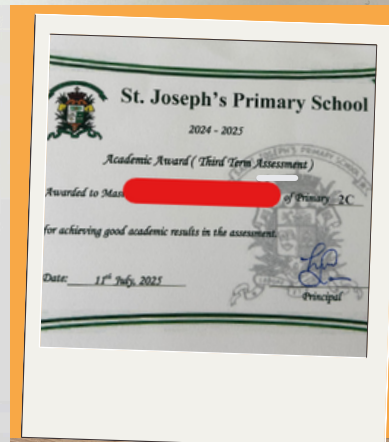 St. Joseph's Primary School
2024 - 2025
Academic Award ( Third Term Assessment )
Awarded to Mas of Primary 2C
for achieving good academic results in the assessment.
Date: 11th July, 2025
Principal